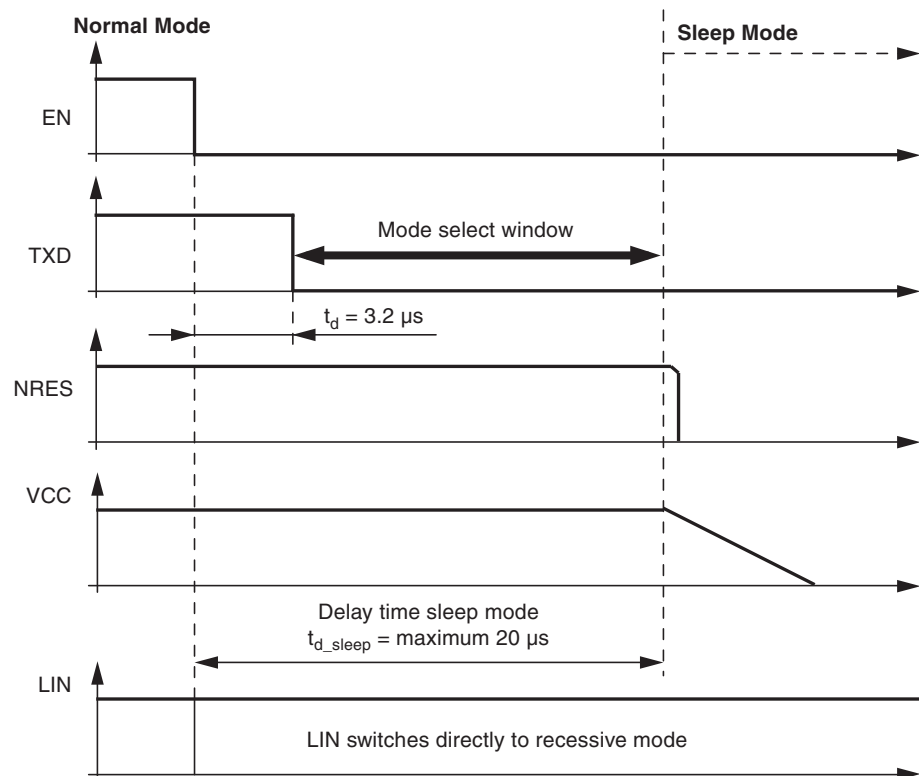 Normal Mode
Sleep Mode
EN
TXD
Mode select window
t_d = 3.2 μs
NRES
VCC
Delay time sleep mode
t_d_sleep = maximum 20 μs
LIN
LIN switches directly to recessive mode